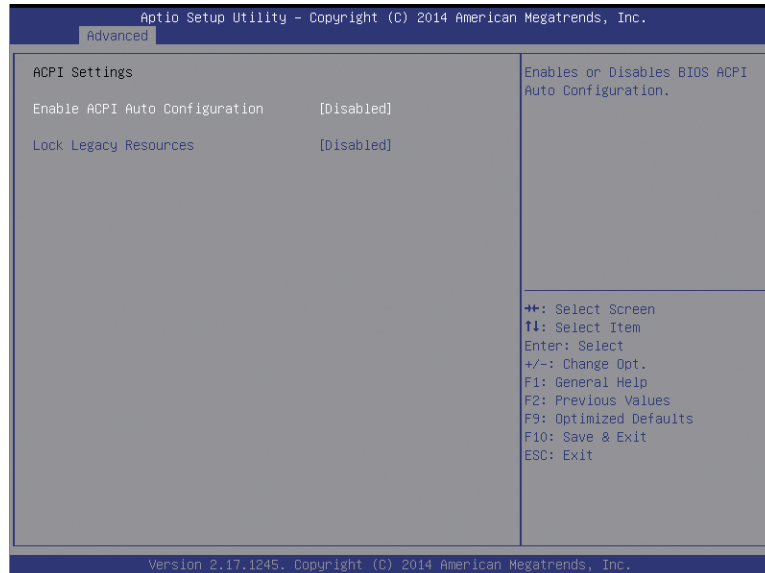 Aptio Setup Utility – Copyright (C) 2014 American Megatrends, Inc.
Advanced
ACPI Settings
Enable ACPI Auto Configuration [Disabled]
Lock Legacy Resources [Disabled]
Enables or Disables BIOS ACPI
Auto Configuration.
→←: Select Screen
↑↓: Select Item
Enter: Select
+/-: Change Opt.
F1: General Help
F2: Previous Values
F9: Optimized Defaults
F10: Save & Exit
ESC: Exit
Version 2.17.1245. Copyright (C) 2014 American Megatrends, Inc.